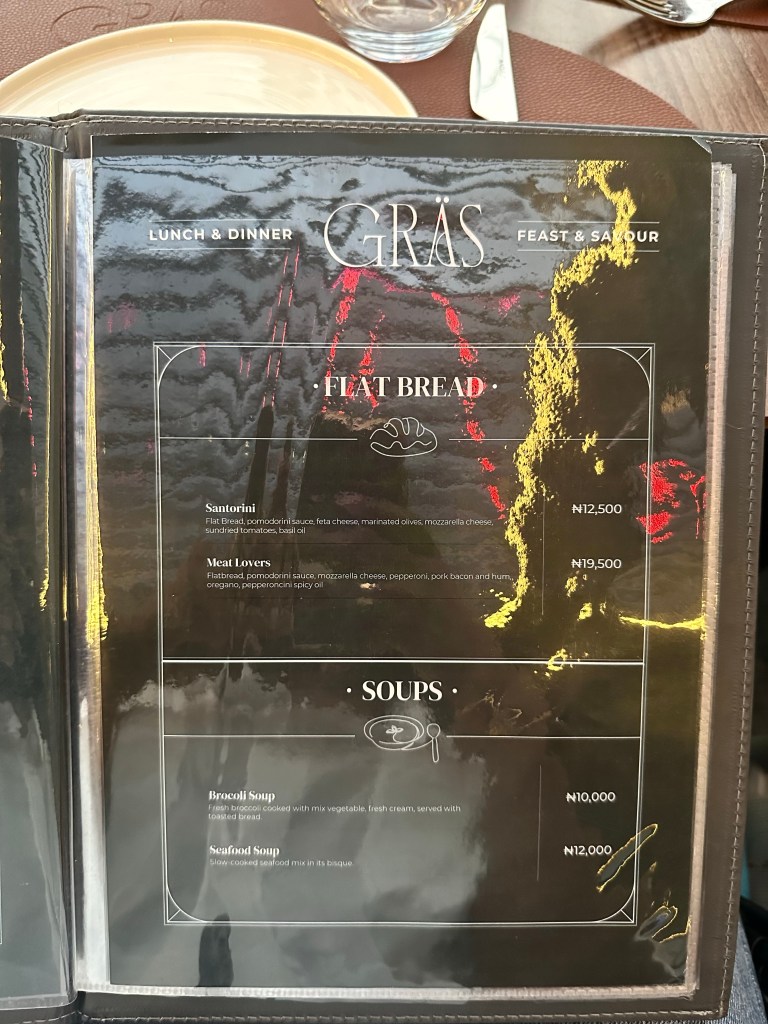 GRÄS
LUNCH & DINNER
GRÄS
FEAST & SAVOUR
· FLAT BREAD ·
Santorini
₦12,500
Flat Bread, pomodorini sauce, feta cheese, marinated olives, mozzarella cheese,
sundried tomatoes, basil oil
Meat Lovers
₦19,500
Flatbread, pomodorini sauce, mozzarella cheese, pepperoni, pork bacon and hum,
oregano, pepperoncini spicy oil
· SOUPS ·
Brocoli Soup
₦10,000
Fresh broccoli cooked with mix vegetable, fresh cream, served with
toasted bread.
Seafood Soup
₦12,000
Slow cooked seafood mix in its bisque.